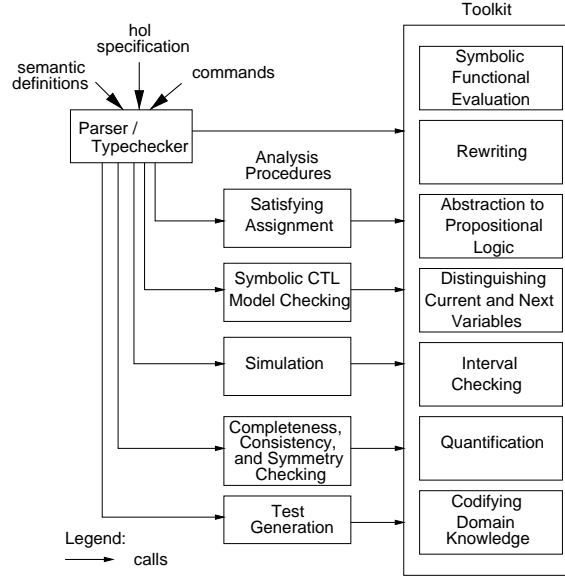 Toolkit
hol
specification
semantic
definitions
commands
Parser /
Typechecker
Analysis
Procedures
Satisfying
Assignment
Symbolic CTL
Model Checking
Simulation
Completeness,
Consistency,
and Symmetry
Checking
Test
Generation
Symbolic
Functional
Evaluation
Rewriting
Abstraction to
Propositional
Logic
Distinguishing
Current and Next
Variables
Interval
Checking
Quantification
Codifying
Domain
Knowledge
Legend:
calls